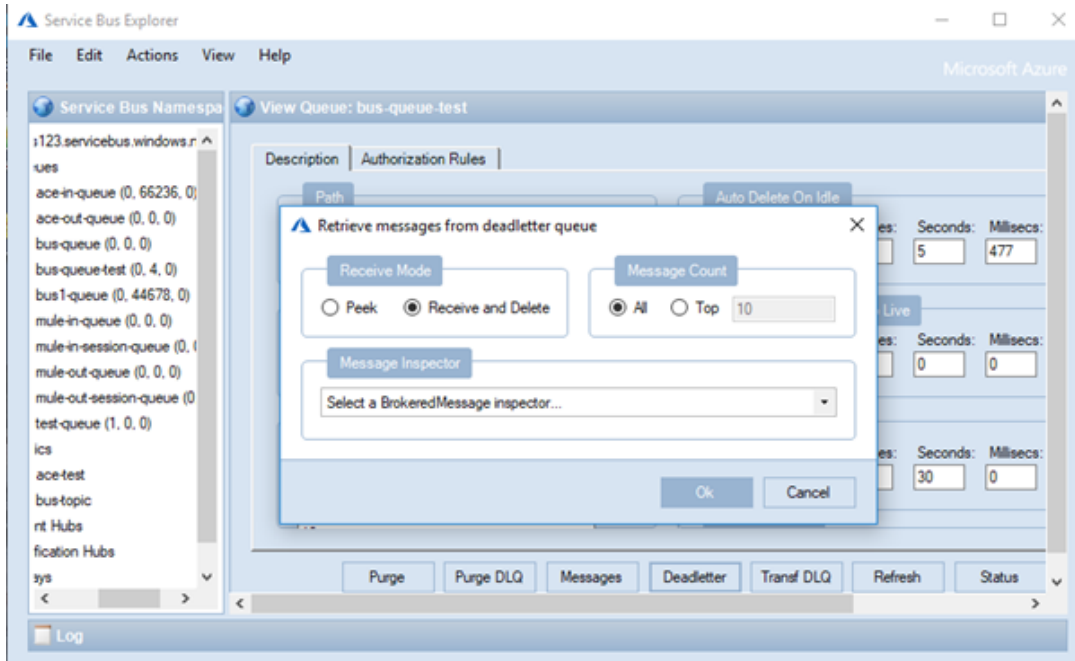 Service Bus Explorer
File Edit Actions View Help
Microsoft Azure
Service Bus Namespa
View Queue: bus-queue-test
s123.servicebus.windows.r
ues
ace-in-queue (0, 66236, 0)
ace-out-queue (0, 0, 0)
bus-queue (0, 0, 0)
bus-queue-test (0, 4, 0)
bus1-queue (0, 44678, 0)
mule-in-queue (0, 0, 0)
mule-in-session-queue (0, (
mule-out-queue (0, 0, 0)
mule-out-session-queue (0
test-queue (1, 0, 0)
ics
ace-test
bus-topic
nt Hubs
fication Hubs
ays
Description Authorization Rules
Path Auto Delete On Idle
es: Seconds: Millisecs:
5 477
Live
es: Seconds: Millisecs:
0 0
es: Seconds: Millisecs:
30 0
Retrieve messages from deadletter queue
Receive Mode Message Count
Peek Receive and Delete All Top 10
Message Inspector
Select a BrokeredMessage inspector...
Ok Cancel
Purge Purge DLQ Messages Deadletter Transf DLQ Refresh Status
Log